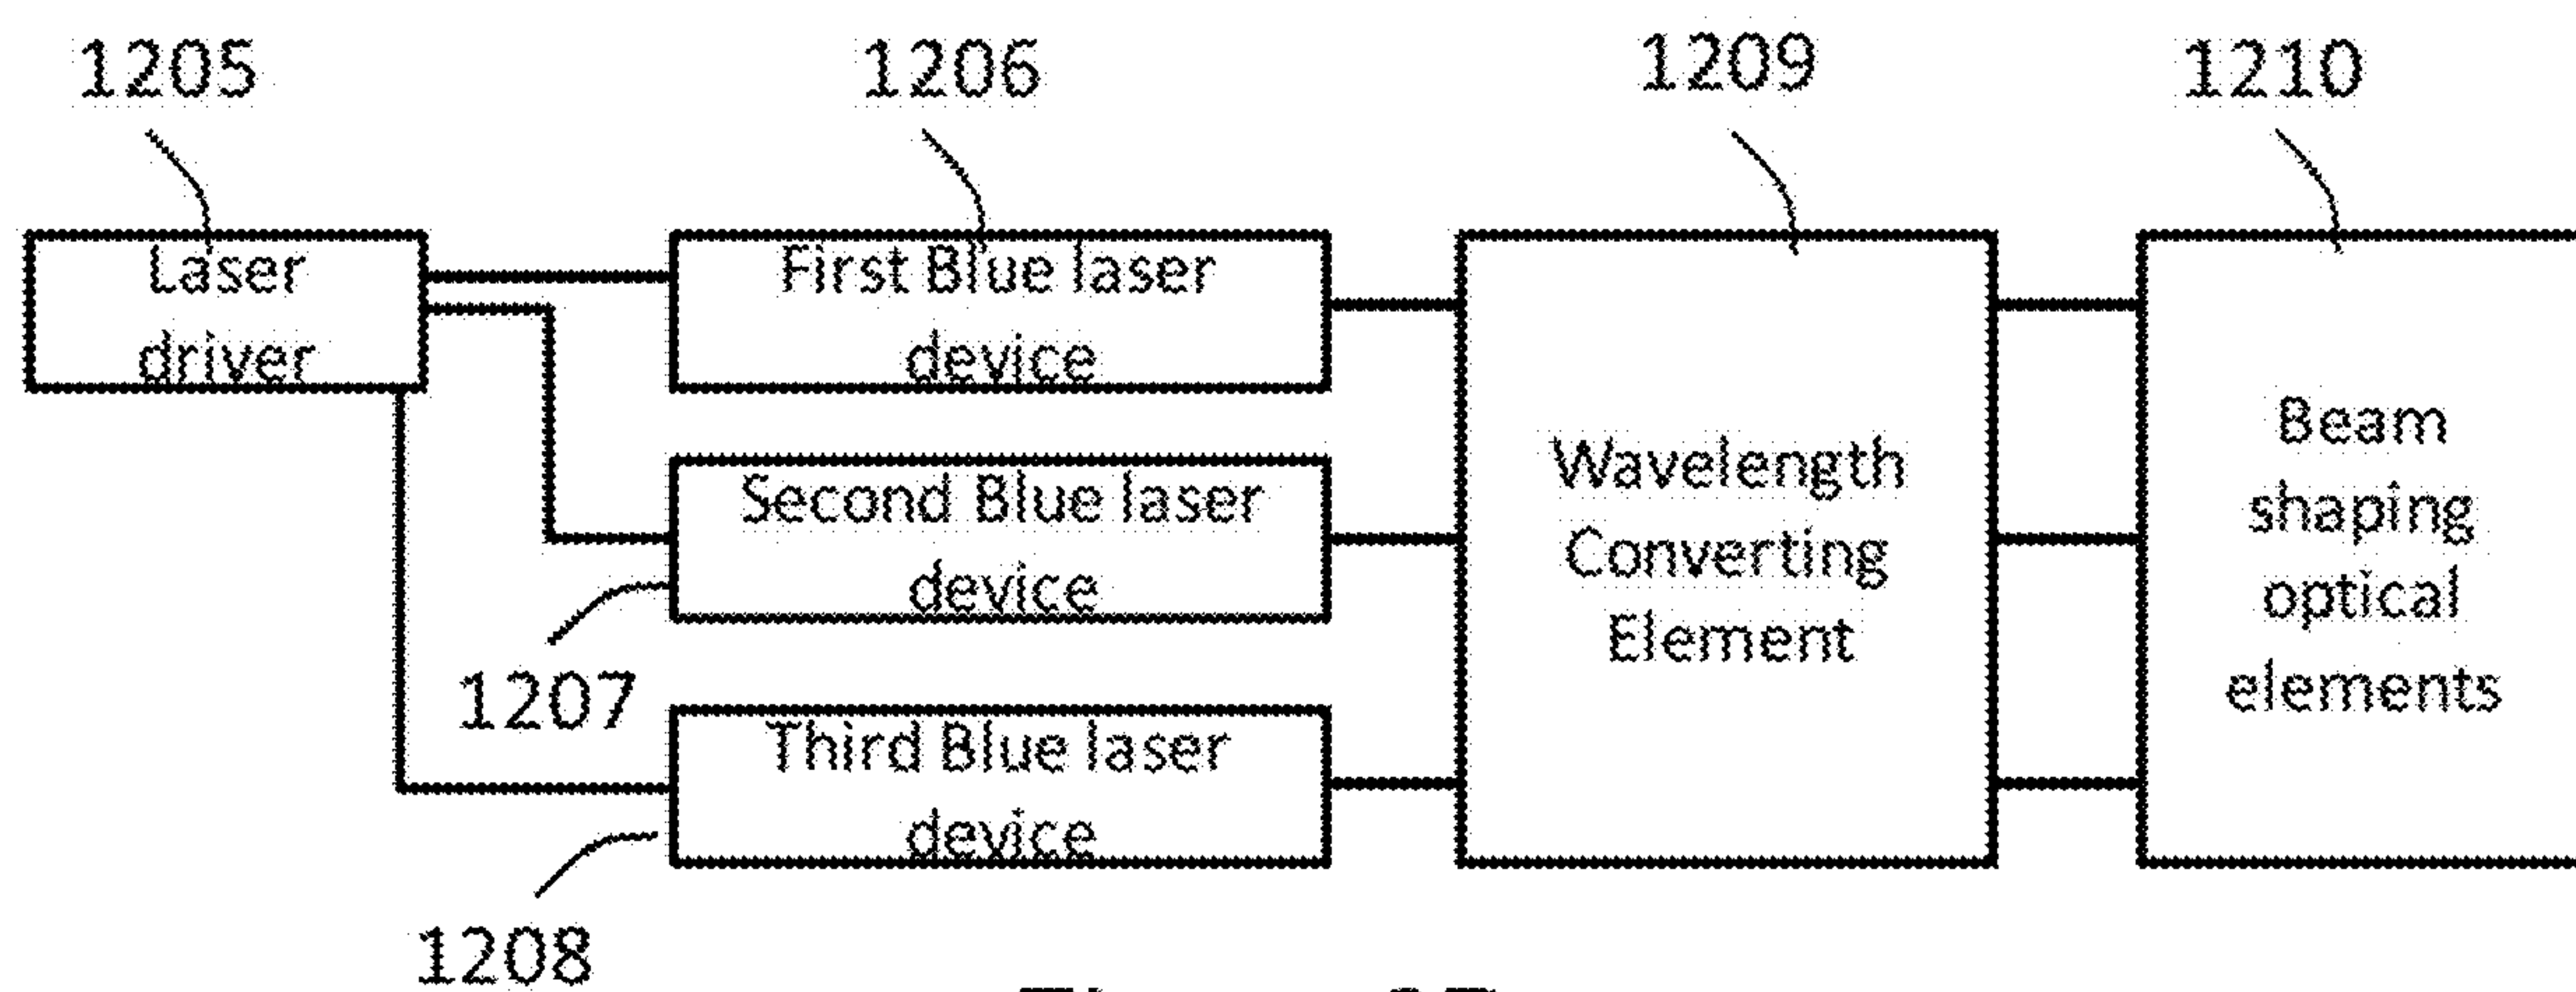 1205
1206
1209
1210
Laser
driver
First Blue laser
device
Second Blue laser
device
1207
Third Blue laser
device
1208
Wavelength
Converting
Element
Beam
shaping
optical
elements